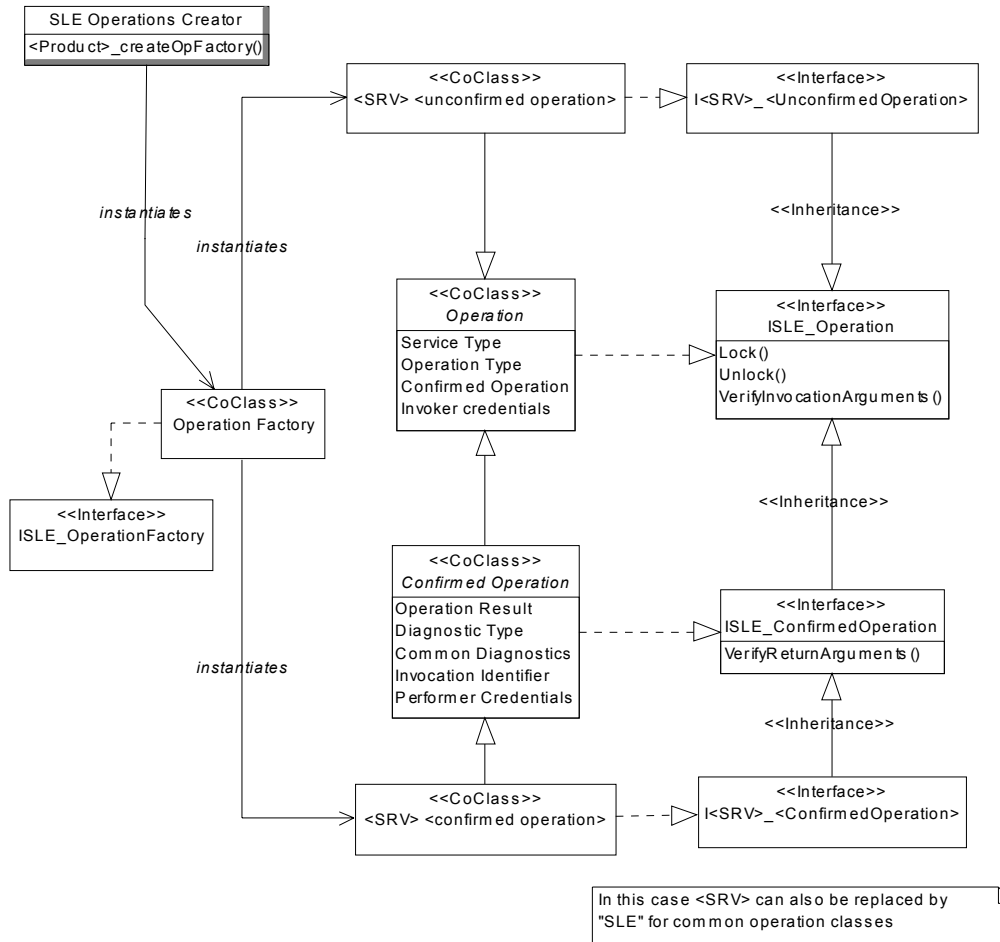 SLE Operations Creator
<Product>_createOpFactory()
<<CoClass>>
<SRV> <unconfirmed operation>
<<Interface>>
I<SRV>_<UnconfirmedOperation>
instantiates
instantiates
<<Inheritance>>
<<CoClass>>
Operation
Service Type
Operation Type
Confirmed Operation
Invoker credentials
<<Interface>>
ISLE_Operation
Lock()
Unlock()
VerifyInvocationArguments()
<<CoClass>>
Operation Factory
<<Interface>>
ISLE_OperationFactory
<<Inheritance>>
<<CoClass>>
Confirmed Operation
Operation Result
Diagnostic Type
Common Diagnostics
Invocation Identifier
Performer Credentials
<<Interface>>
ISLE_ConfirmedOperation
VerifyReturnArguments()
instantiates
<<Inheritance>>
<<CoClass>>
<SRV> <confirmed operation>
<<Interface>>
I<SRV>_<ConfirmedOperation>
In this case <SRV> can also be replaced by
"SLE" for common operation classes